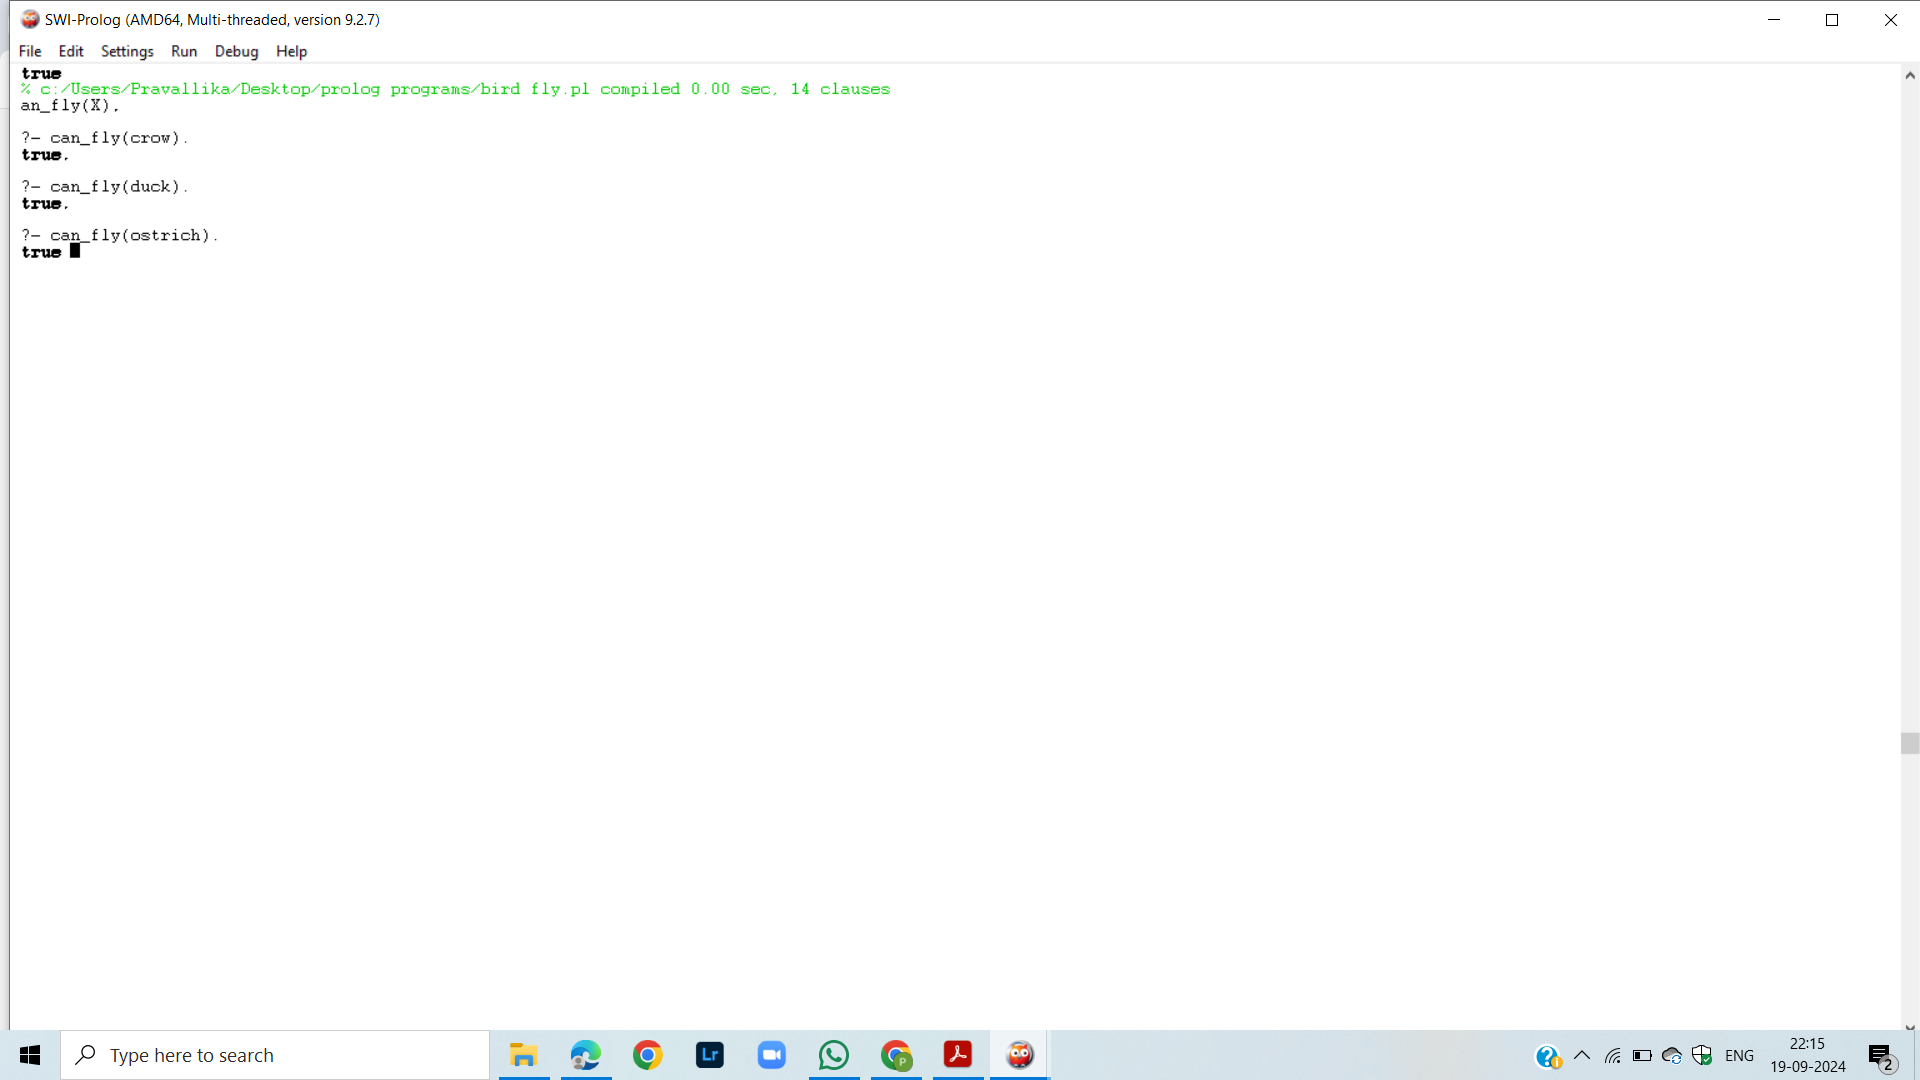 SWI-Prolog (AMD64, Multi-threaded, version 9.2.7)
File Edit Settings Run Debug Help
true
% c:/Users/Pravallika/Desktop/prolog programs/bird fly.pl compiled 0.00 sec, 14 clauses
an_fly(X),
?- can_fly(crow).
true.
?- can_fly(duck).
true.
?- can_fly(ostrich).
true
Type here to search
Lr
P
ENG
22:15
19-09-2024
2